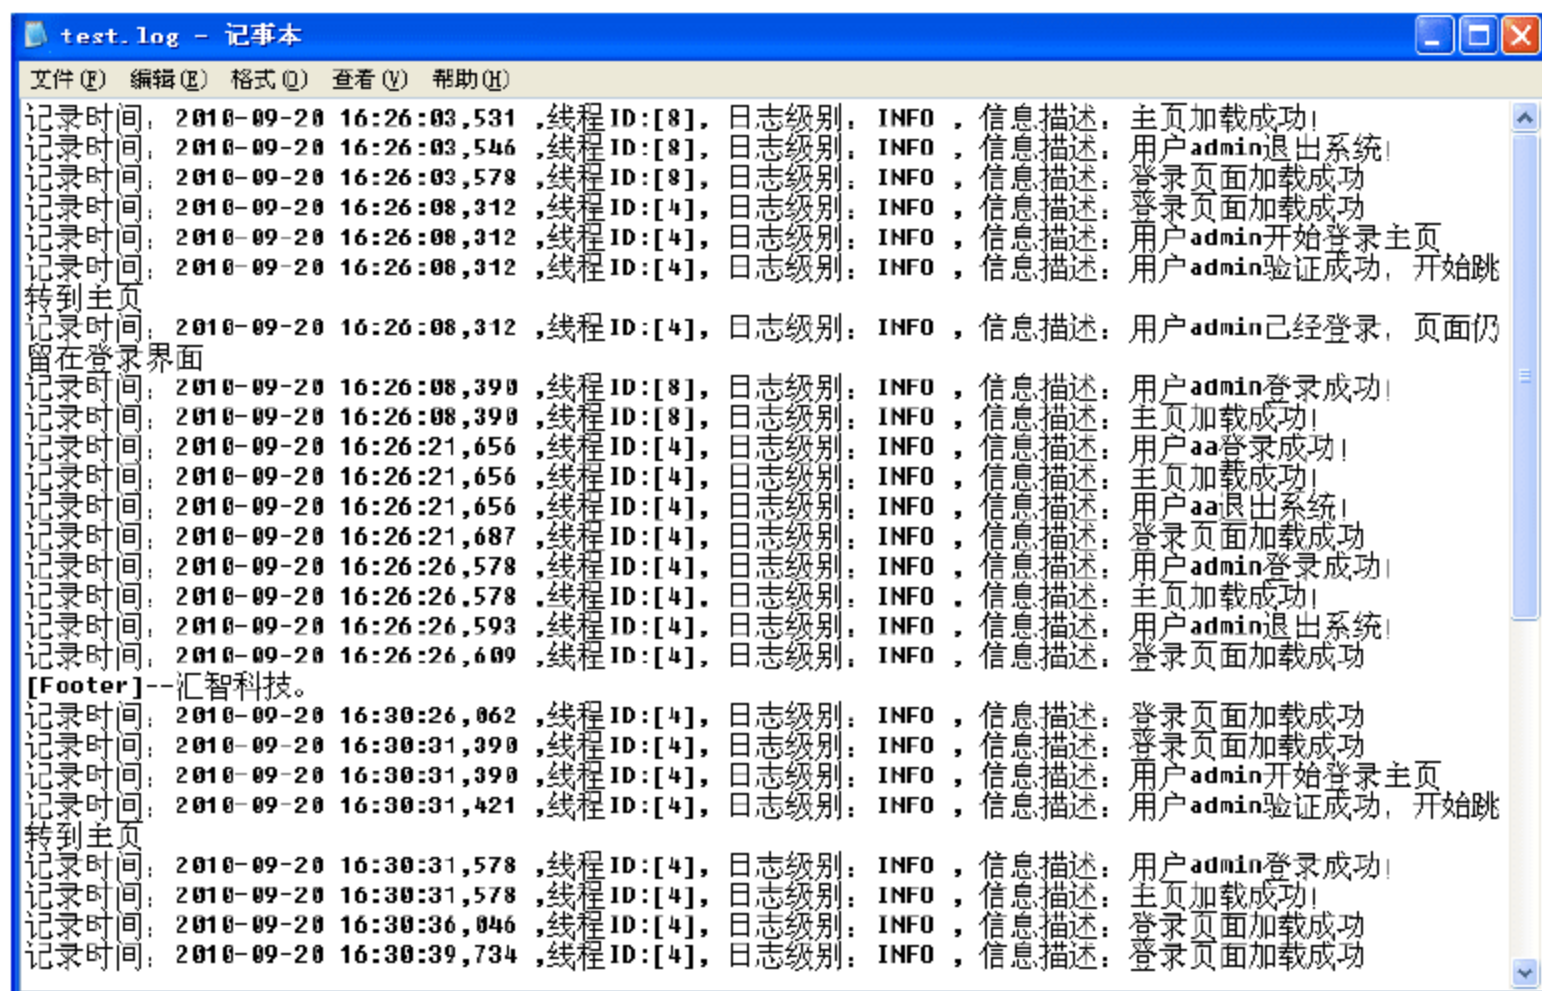 test.log - 记事本
文件(F) 编辑(E) 格式(O) 查看(V) 帮助(H)
记录时间：2010-09-20 16:26:03,531 ,线程ID:[8]，日志级别：INFO ，信息描述：主页加载成功！
记录时间：2010-09-20 16:26:03,546 ,线程ID:[8]，日志级别：INFO ，信息描述：用户admin退出系统！
记录时间：2010-09-20 16:26:03,578 ,线程ID:[8]，日志级别：INFO ，信息描述：登录页面加载成功
记录时间：2010-09-20 16:26:08,312 ,线程ID:[4]，日志级别：INFO ，信息描述：登录页面加载成功
记录时间：2010-09-20 16:26:08,312 ,线程ID:[4]，日志级别：INFO ，信息描述：用户admin开始登录主页
记录时间：2010-09-20 16:26:08,312 ,线程ID:[4]，日志级别：INFO ，信息描述：用户admin验证成功，开始跳
转到主页
记录时间：2010-09-20 16:26:08,312 ,线程ID:[4]，日志级别：INFO ，信息描述：用户admin已经登录，页面仍
留在登录界面
记录时间：2010-09-20 16:26:08,390 ,线程ID:[8]，日志级别：INFO ，信息描述：用户admin登录成功！
记录时间：2010-09-20 16:26:08,390 ,线程ID:[8]，日志级别：INFO ，信息描述：主页加载成功！
记录时间：2010-09-20 16:26:21,656 ,线程ID:[4]，日志级别：INFO ，信息描述：用户aa登录成功！
记录时间：2010-09-20 16:26:21,656 ,线程ID:[4]，日志级别：INFO ，信息描述：主页加载成功！
记录时间：2010-09-20 16:26:21,656 ,线程ID:[4]，日志级别：INFO ，信息描述：用户aa退出系统！
记录时间：2010-09-20 16:26:21,687 ,线程ID:[4]，日志级别：INFO ，信息描述：登录页面加载成功
记录时间：2010-09-20 16:26:26,578 ,线程ID:[4]，日志级别：INFO ，信息描述：用户admin登录成功！
记录时间：2010-09-20 16:26:26,578 ,线程ID:[4]，日志级别：INFO ，信息描述：主页加载成功！
记录时间：2010-09-20 16:26:26,593 ,线程ID:[4]，日志级别：INFO ，信息描述：用户admin退出系统！
记录时间：2010-09-20 16:26:26,609 ,线程ID:[4]，日志级别：INFO ，信息描述：登录页面加载成功
[Footer]--汇智科技。
记录时间：2010-09-20 16:30:26,062 ,线程ID:[4]，日志级别：INFO ，信息描述：登录页面加载成功
记录时间：2010-09-20 16:30:31,390 ,线程ID:[4]，日志级别：INFO ，信息描述：登录页面加载成功
记录时间：2010-09-20 16:30:31,390 ,线程ID:[4]，日志级别：INFO ，信息描述：用户admin开始登录主页
记录时间：2010-09-20 16:30:31,421 ,线程ID:[4]，日志级别：INFO ，信息描述：用户admin验证成功，开始跳
转到主页
记录时间：2010-09-20 16:30:31,578 ,线程ID:[4]，日志级别：INFO ，信息描述：用户admin登录成功！
记录时间：2010-09-20 16:30:31,578 ,线程ID:[4]，日志级别：INFO ，信息描述：主页加载成功！
记录时间：2010-09-20 16:30:36,046 ,线程ID:[4]，日志级别：INFO ，信息描述：登录页面加载成功
记录时间：2010-09-20 16:30:39,734 ,线程ID:[4]，日志级别：INFO ，信息描述：登录页面加载成功